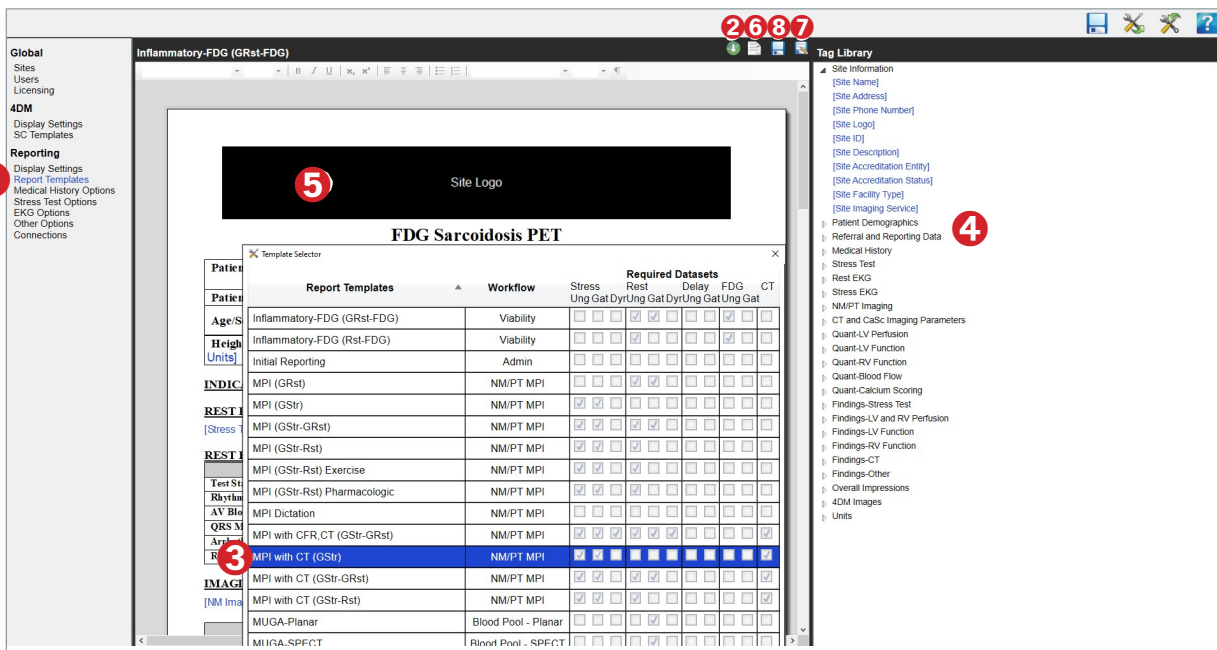 2 6 8 7
Global
Sites
Users
Licensing
4DM
Display Settings
SC Templates
Reporting
Display Settings
Report Templates
Medical History Options
Stress Test Options
EKG Options
Other Options
Connections
Inflammatory-FDG (GRst-FDG)
B I U x, x² ¶
5
Site Logo
FDG Sarcoidosis PET
Patien
Patien
Age/S
Heigh
Units]
INDIC
REST
[Stress T
REST
Test St
Rhythm
AV Blo
QRS M
IMAGI
[NM Ima
Template Selector
Required Datasets
Report Templates Workflow Stress Rest Delay FDG CT
Ung Gat Dyr Ung Gat Dyr Ung Gat Ung Gat
Inflammatory-FDG (GRst-FDG) Viability
Inflammatory-FDG (Rst-FDG) Viability
Initial Reporting Admin
MPI (GRst) NM/PT MPI
MPI (GStr) NM/PT MPI
MPI (GStr-GRst) NM/PT MPI
MPI (GStr-Rst) NM/PT MPI
MPI (GStr-Rst) Exercise NM/PT MPI
MPI (GStr-Rst) Pharmacologic NM/PT MPI
MPI Dictation NM/PT MPI
MPI with CFR,CT (GStr-GRst) NM/PT MPI
3 MPI with CT (GStr) NM/PT MPI
MPI with CT (GStr-GRst) NM/PT MPI
MPI with CT (GStr-Rst) NM/PT MPI
MUGA-Planar Blood Pool - Planar
MUGA-SPECT Blood Pool - SPECT
Tag Library
Site Information
[Site Name]
[Site Address]
[Site Phone Number]
[Site Logo]
[Site ID]
[Site Description]
[Site Accreditation Entity]
[Site Accreditation Status]
[Site Facility Type]
[Site Imaging Service]
Patient Demographics
Referral and Reporting Data
4
Medical History
Stress Test
Rest EKG
Stress EKG
NM/PT Imaging
CT and CaSc Imaging Parameters
Quant-LV Perfusion
Quant-LV Function
Quant-RV Function
Quant-Blood Flow
Quant-Calcium Scoring
Findings-Stress Test
Findings-LV and RV Perfusion
Findings-LV Function
Findings-RV Function
Findings-CT
Findings-Other
Overall Impressions
4DM Images
Units